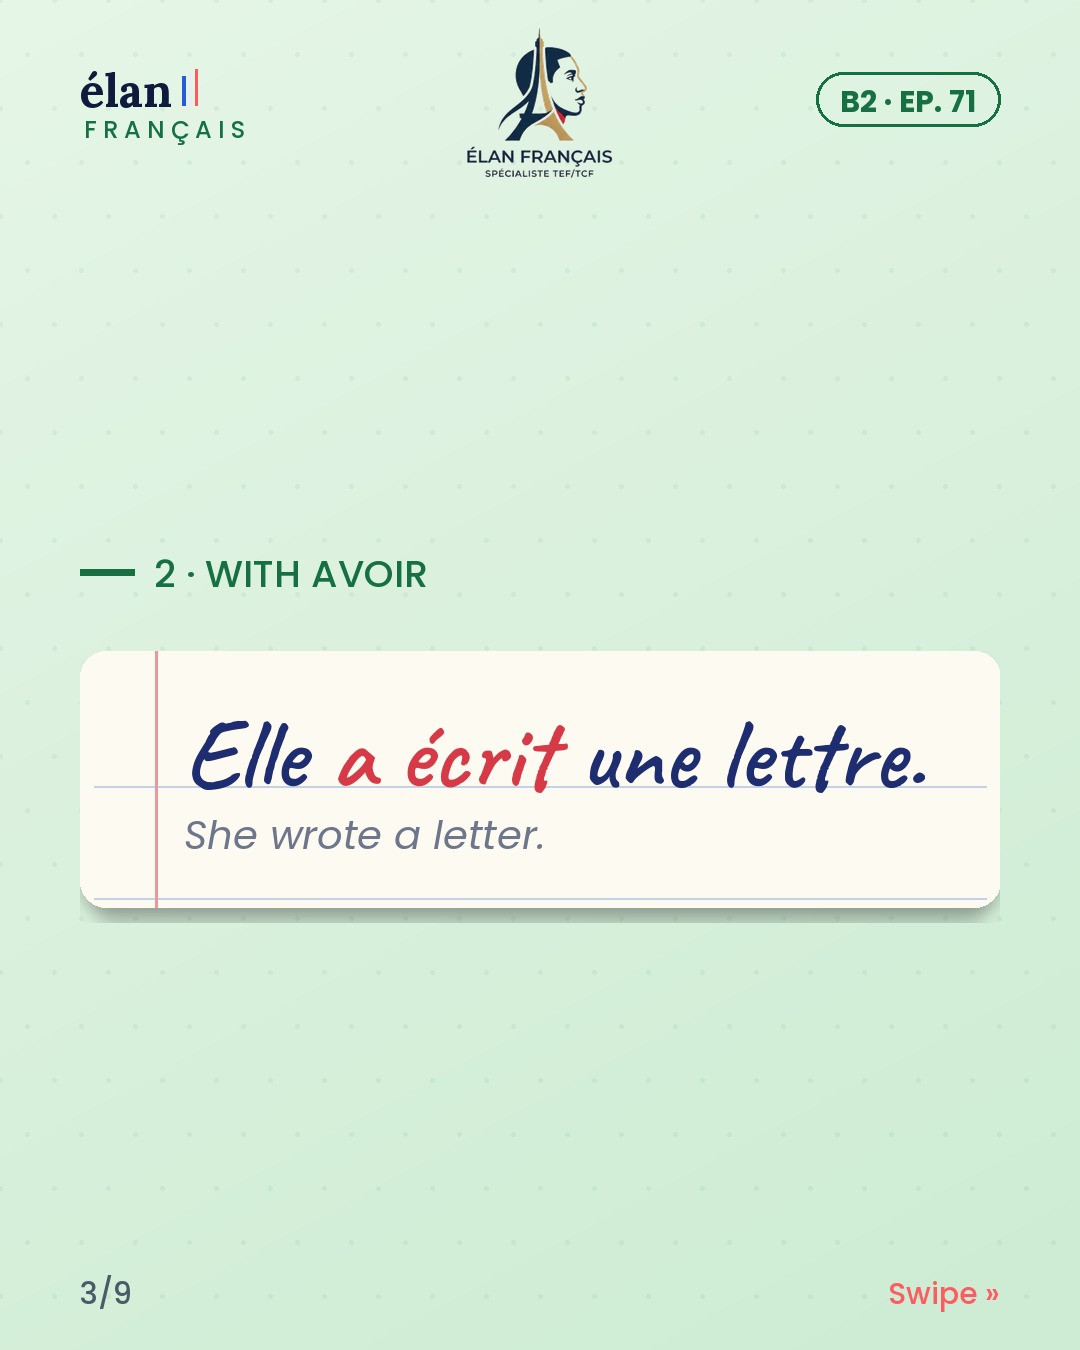 élan
FRANÇAIS
ÉLAN FRANÇAIS
SPÉCIALISTE TEF/TCF
B2 · EP. 71
2 · WITH AVOIR
Elle a écrit une lettre.
She wrote a letter.
3/9
Swipe »